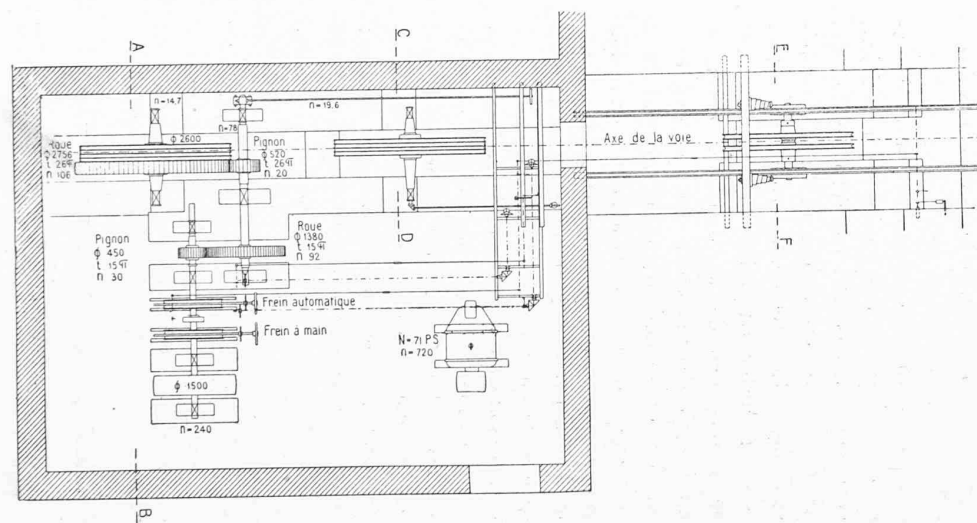 A
C
E
n=14,7
n=19,6
n=78
ϕ 2600
Roue
ϕ 2756
t 26π
n 106
Pignon
ϕ 520
t 26π
n 20
Axe de la voie
D
F
Pignon
ϕ 450
t 15π
n 30
Roue
ϕ 1380
t 15π
n 92
Frein automatique
Frein à main
N=71 PS
n=720
ϕ 1500
n=240
B